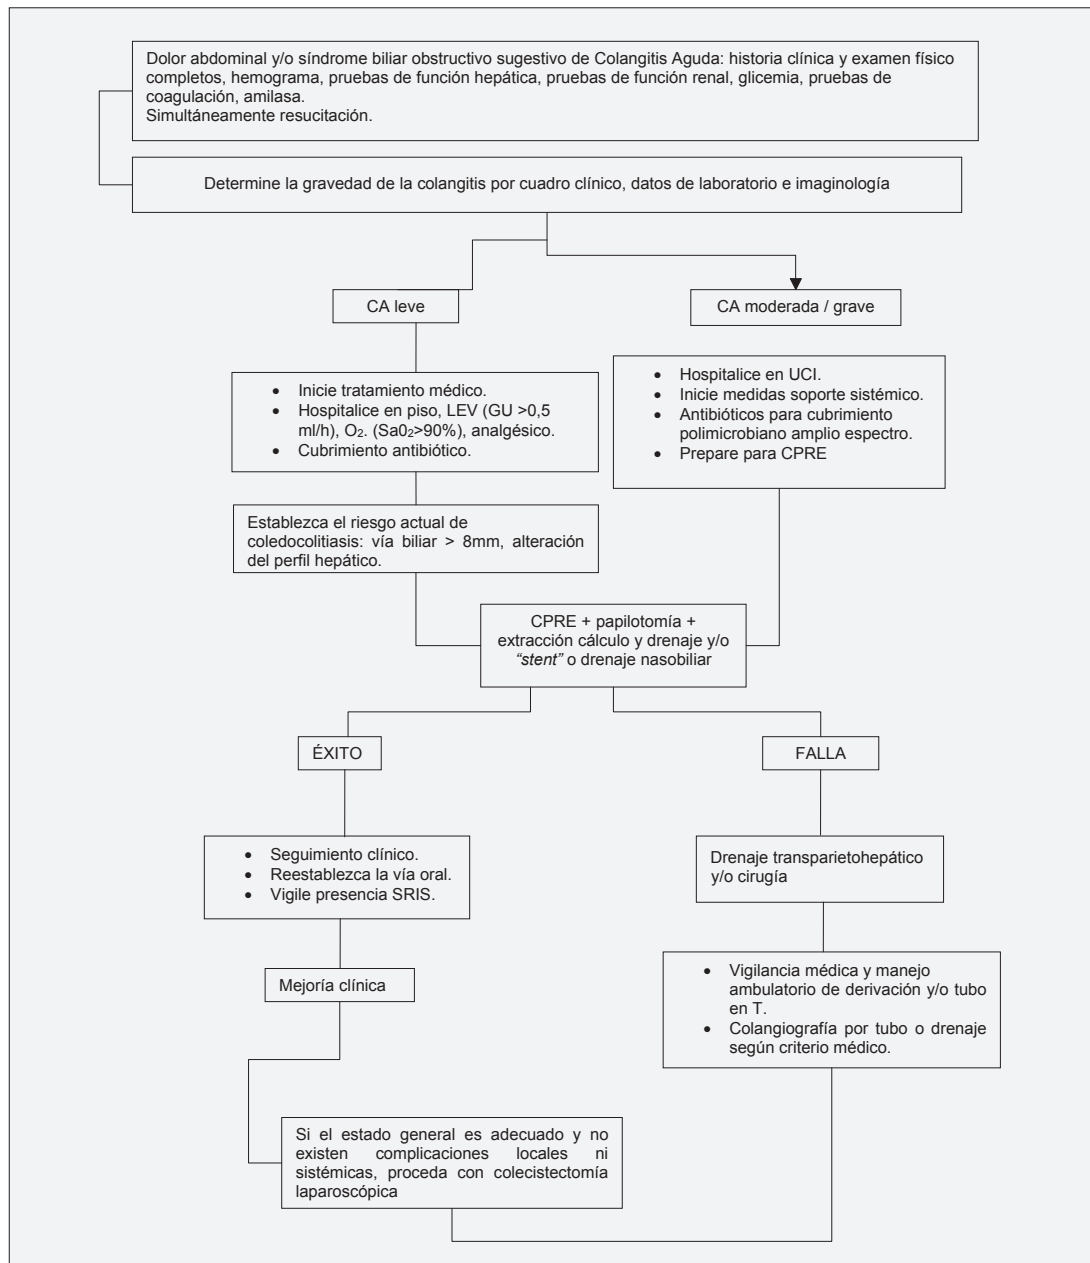 Dolor abdominal y/o síndrome biliar obstructivo sugestivo de Colangitis Aguda: historia clínica y examen físico
completos, hemograma, pruebas de función hepática, pruebas de función renal, glicemia, pruebas de
coagulación, amilasa.
Simultáneamente resucitación.
Determine la gravedad de la colangitis por cuadro clínico, datos de laboratorio e imaginología
CA leve
CA moderada / grave
• Inicie tratamiento médico.
• Hospitalice en piso, LEV (GU >0,5
ml/h), O₂. (Sa0₂>90%), analgésico.
• Cubrimiento antibiótico.
• Hospitalice en UCI.
• Inicie medidas soporte sistémico.
• Antibióticos para cubrimiento
polimicrobiano amplio espectro.
• Prepare para CPRE
Establezca el riesgo actual de
coledocolitiasis: vía biliar > 8mm, alteración
del perfil hepático.
CPRE + papilotomía +
extracción cálculo y drenaje y/o
"stent" o drenaje nasobiliar
ÉXITO
FALLA
• Seguimiento clínico.
• Reestablezca la vía oral.
• Vigile presencia SRIS.
Drenaje transparietohepático
y/o cirugía
Mejoría clínica
• Vigilancia médica y manejo
ambulatorio de derivación y/o tubo
en T.
• Colangiografía por tubo o drenaje
según criterio médico.
Si el estado general es adecuado y no
existen complicaciones locales ni
sistémicas, proceda con colecistectomía
laparoscópica